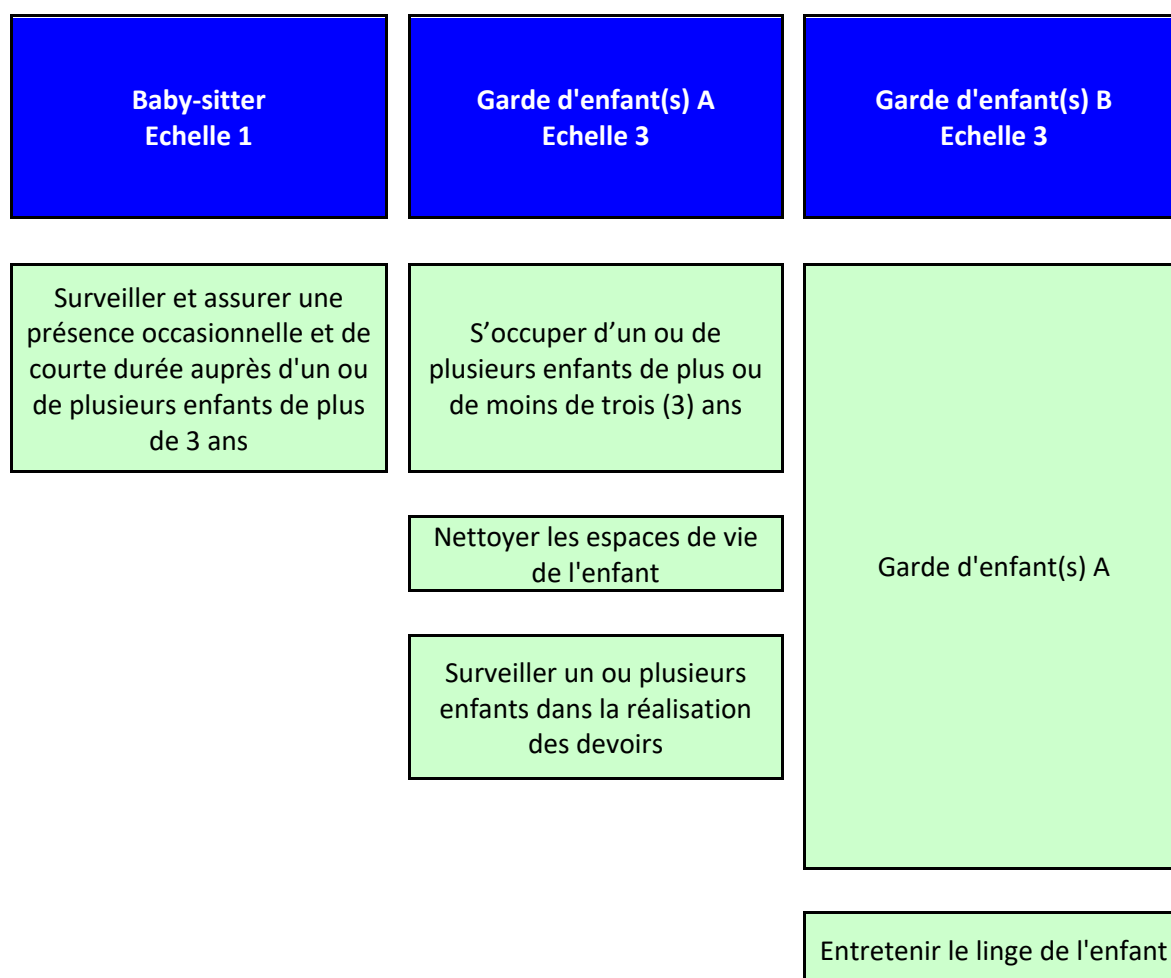 Baby-sitter
Echelle 1
Garde d'enfant(s) A
Echelle 3
Garde d'enfant(s) B
Echelle 3
Surveiller et assurer une
présence occasionnelle et de
courte durée auprès d'un ou
de plusieurs enfants de plus
de 3 ans
S’occuper d’un ou de
plusieurs enfants de plus ou
de moins de trois (3) ans
Nettoyer les espaces de vie
de l'enfant
Surveiller un ou plusieurs
enfants dans la réalisation
des devoirs
Garde d'enfant(s) A
Entretenir le linge de l'enfant